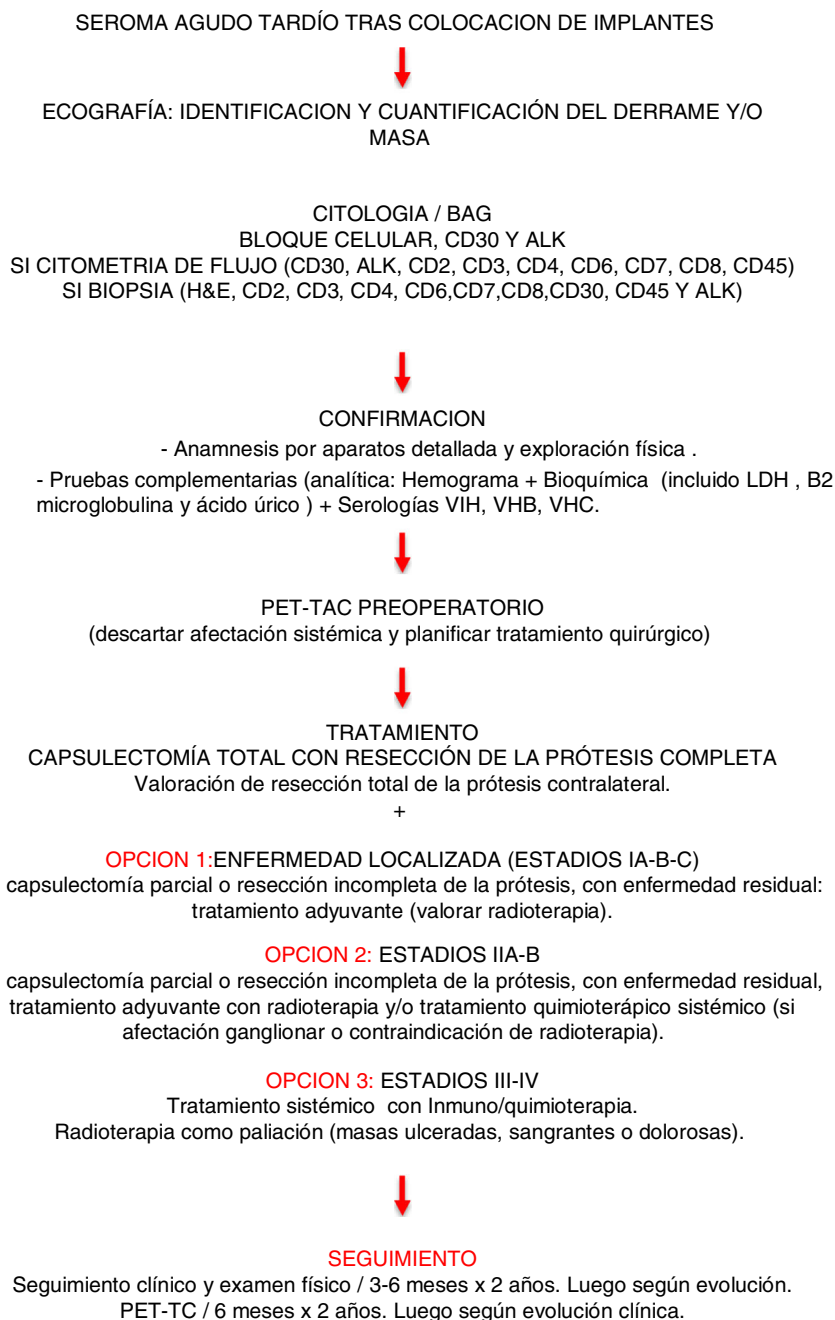 SEROMA AGUDO TARDÍO TRAS COLOCACION DE IMPLANTES
ECOGRAFÍA: IDENTIFICACION Y CUANTIFICACIÓN DEL DERRAME Y/O
MASA
CITOLOGIA / BAG
BLOQUE CELULAR, CD30 Y ALK
SI CITOMETRIA DE FLUJO (CD30, ALK, CD2, CD3, CD4, CD6, CD7, CD8, CD45)
SI BIOPSIA (H&E, CD2, CD3, CD4, CD6,CD7,CD8,CD30, CD45 Y ALK)
CONFIRMACION
- Anamnesis por aparatos detallada y exploración física .
- Pruebas complementarias (analítica: Hemograma + Bioquímica (incluido LDH , B2
microglobulina y ácido úrico ) + Serologías VIH, VHB, VHC.
PET-TAC PREOPERATORIO
(descartar afectación sistémica y planificar tratamiento quirúrgico)
TRATAMIENTO
CAPSULECTOMÍA TOTAL CON RESECCIÓN DE LA PRÓTESIS COMPLETA
Valoración de resección total de la prótesis contralateral.
+
OPCION 1:ENFERMEDAD LOCALIZADA (ESTADIOS IA-B-C)
capsulectomía parcial o resección incompleta de la prótesis, con enfermedad residual:
tratamiento adyuvante (valorar radioterapia).
OPCION 2: ESTADIOS IIA-B
capsulectomía parcial o resección incompleta de la prótesis, con enfermedad residual,
tratamiento adyuvante con radioterapia y/o tratamiento quimioterápico sistémico (si
afectación ganglionar o contraindicación de radioterapia).
OPCION 3: ESTADIOS III-IV
Tratamiento sistémico con Inmuno/quimioterapia.
Radioterapia como paliación (masas ulceradas, sangrantes o dolorosas).
SEGUIMIENTO
Seguimiento clínico y examen físico / 3-6 meses x 2 años. Luego según evolución.
PET-TC / 6 meses x 2 años. Luego según evolución clínica.